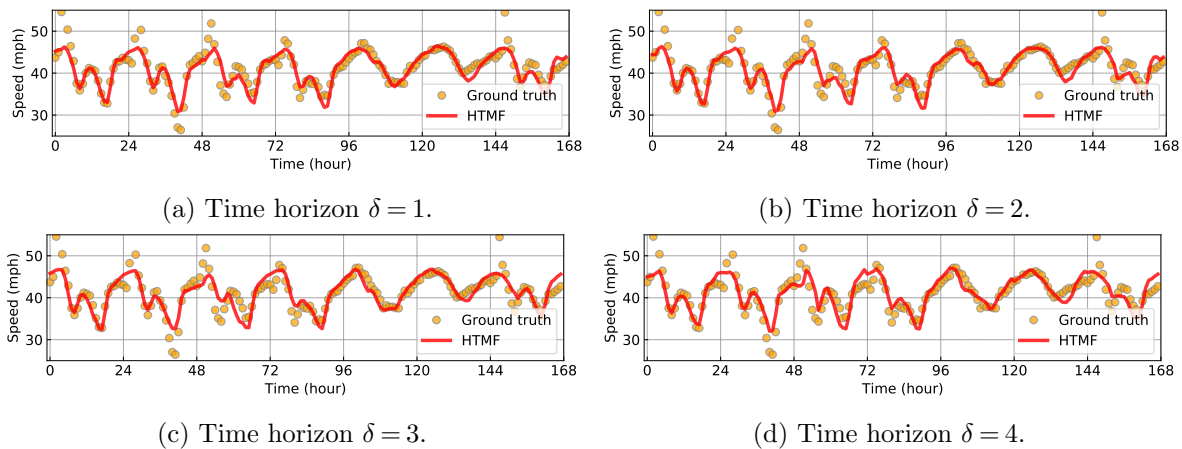 Speed (mph)
50
40
30
Ground truth
HTMF
0 24 48 72 96 120 144 168
Time (hour)
(a) Time horizon δ = 1.
Speed (mph)
50
40
30
Ground truth
HTMF
0 24 48 72 96 120 144 168
Time (hour)
(b) Time horizon δ = 2.
Speed (mph)
50
40
30
Ground truth
HTMF
0 24 48 72 96 120 144 168
Time (hour)
(c) Time horizon δ = 3.
Speed (mph)
50
40
30
Ground truth
HTMF
0 24 48 72 96 120 144 168
Time (hour)
(d) Time horizon δ = 4.